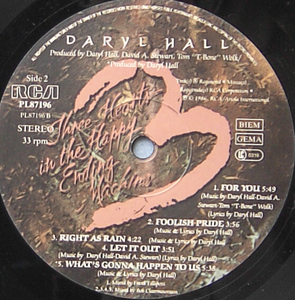 DARYL HALL
Produced by Daryl Hall, David A. Stewart, Tom "T-Bone" Walk
*Produced by Daryl Hall
Side 2
RCA
PL87196
PL87196 B
STEREO
33 rpm.
Three Hearts
in the Happy
Ending
Machine
BIEM
GEMA
1. FOR YOU 5:49
(Music by Daryl Hall-David A.
Stewart-Tom "T-Bone" Walk)
(Lyrics by Daryl Hall)
2. FOOLISH PRIDE 3:56
(Music & Lyrics by Daryl Hall)
3. RIGHT AS RAIN 4:22
(Music & Lyrics by Daryl Hall)
4. LET IT OUT 3:51
(Music by Daryl Hall-David A. Stewart)
(Lyrics by Daryl Hall)
*5. WHAT'S GONNA HAPPEN TO US 5:38
(Music & Lyrics by Daryl Hall)